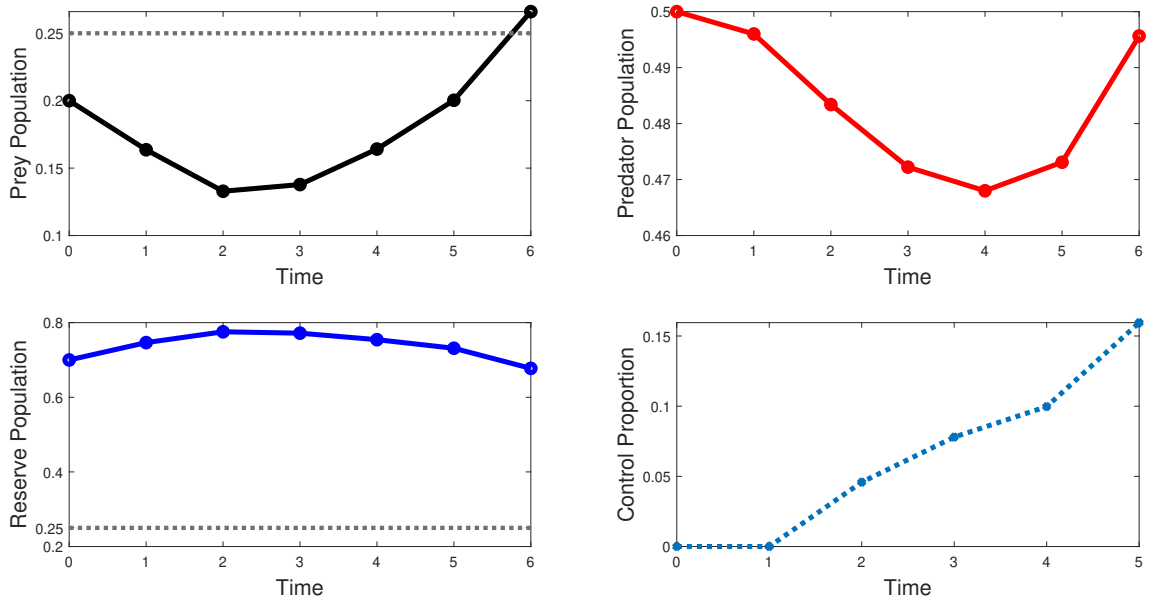 Prey Population
0.25
0.2
0.15
0.1
0 1 2 3 4 5 6
Time
Predator Population
0.5
0.49
0.48
0.47
0.46
0 1 2 3 4 5 6
Time
Reserve Population
0.8
0.6
0.4
0.25
0.2
0 1 2 3 4 5 6
Time
Control Proportion
0.15
0.1
0.05
0
0 1 2 3 4 5
Time